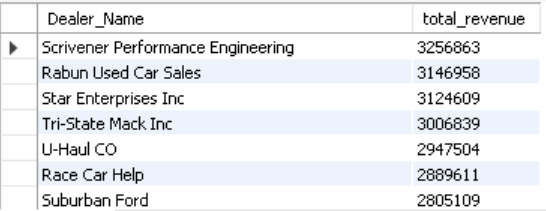 Dealer_Name total_revenue
Scrivener Performance Engineering 3256863
Rabun Used Car Sales 3146958
Star Enterprises Inc 3124609
Tri-State Mack Inc 3006839
U-Haul CO 2947504
Race Car Help 2889611
Suburban Ford 2805109